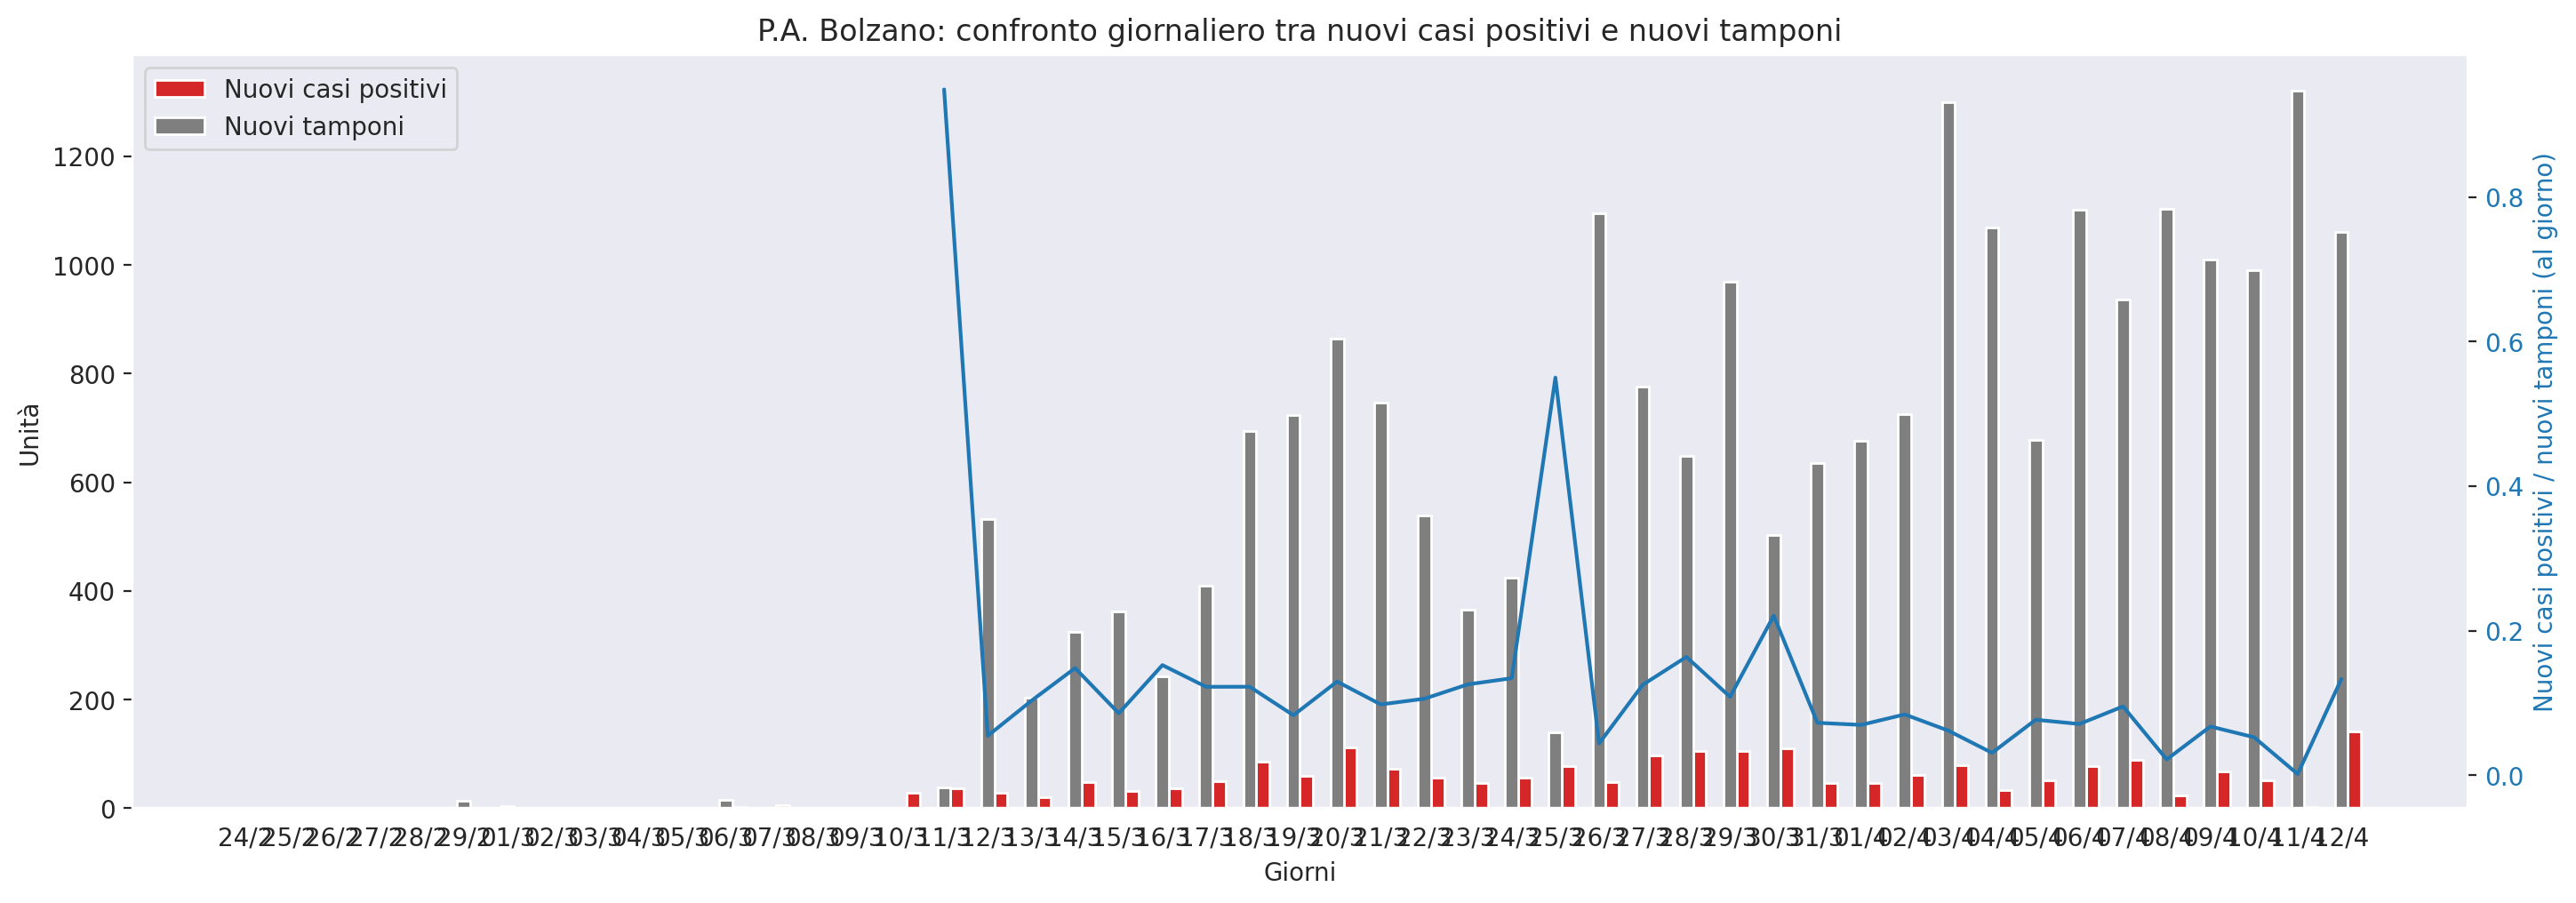 P.A. Bolzano: confronto giornaliero tra nuovi casi positivi e nuovi tamponi
Nuovi casi positivi
Nuovi tamponi
1200
1000
800
600
400
200
0
Unità
0.8
0.6
0.4
0.2
0.0
Nuovi casi positivi / nuovi tamponi (al giorno)
24/2 25/2 26/2 27/2 28/2 29/2 01/3 02/3 03/3 04/3 05/3 06/3 07/3 08/3 09/3 10/3 11/3 12/3 13/3 14/3 15/3 16/3 17/3 18/3 19/3 20/3 21/3 22/3 23/3 24/3 25/3 26/3 27/3 28/3 29/3 30/3 31/3 01/4 02/4 03/4 04/4 05/4 06/4 07/4 08/4 09/4 10/4 11/4 12/4
Giorni